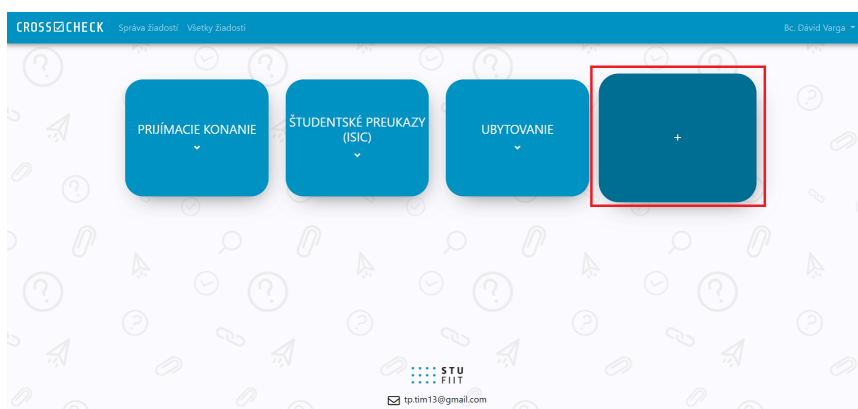 CROSS☑CHECK Správa žiadostí Všetky žiadosti Bc. Dávid Varga
PRIJÍMACIE KONANIE
ŠTUDENTSKÉ PREUKAZY
(ISIC)
UBYTOVANIE
+
STU
FIIT
tp.tim13@gmail.com